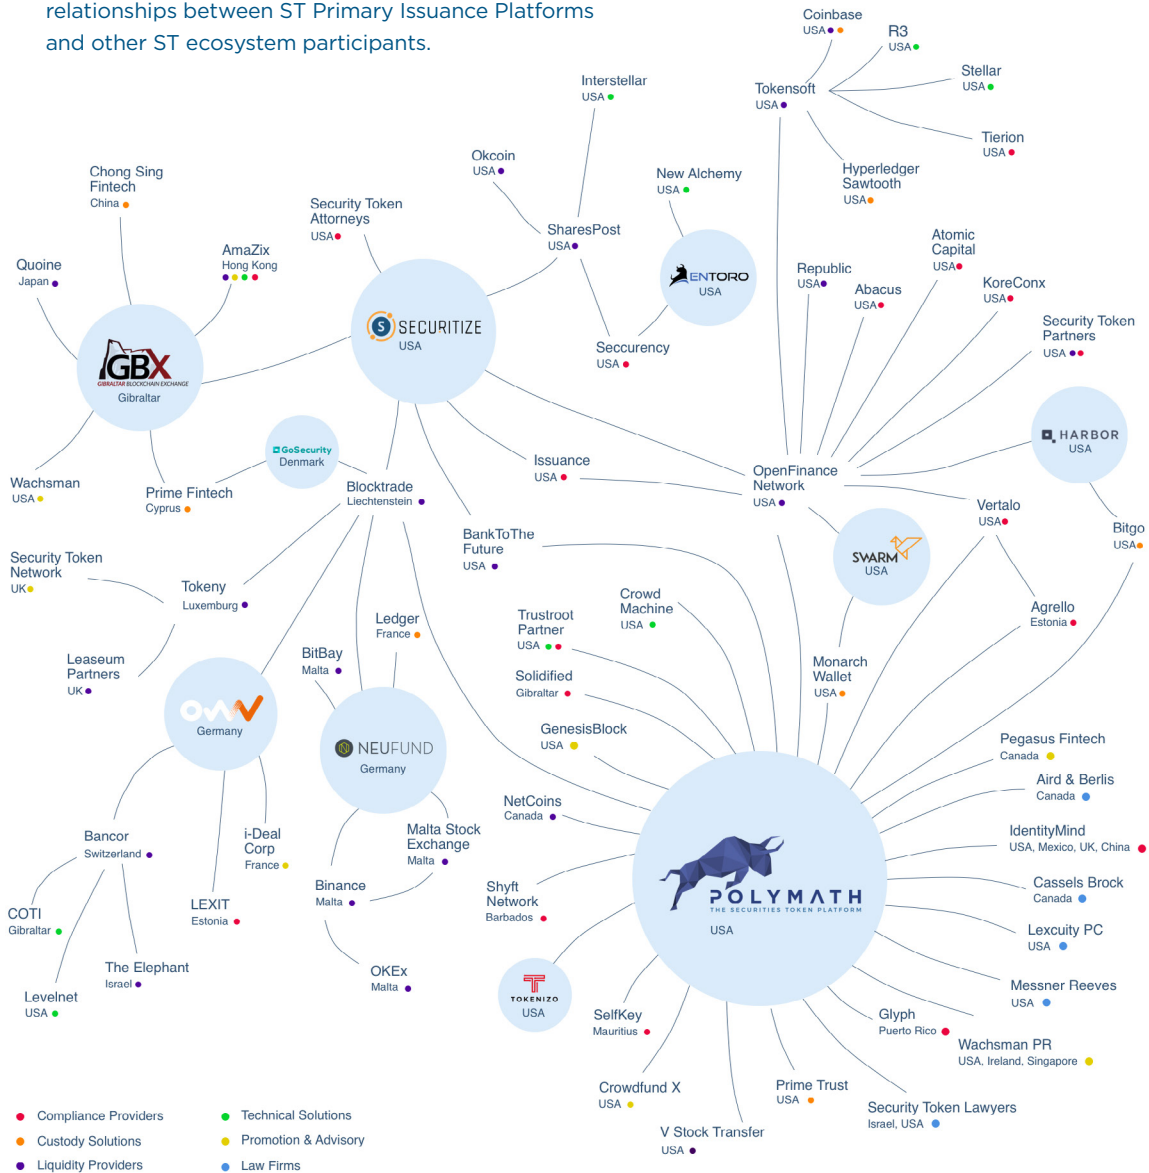 relationships between ST Primary Issuance Platforms
and other ST ecosystem participants.
Coinbase
USA
R3
USA
Stellar
USA
Tokensoft
USA
Tierion
USA
Hyperledger
Sawtooth
USA
Interstellar
USA
Okcoin
USA
New Alchemy
USA
SharesPost
USA
ENTORO
USA
Seccurency
USA
Chong Sing
Fintech
China
Security Token
Attorneys
USA
Quoine
Japan
AmaZix
Hong Kong
S SECURITIZE
USA
GBX
GIBRALTAR BLOCKCHAIN EXCHANGE
Gibraltar
Republic
USA
Abacus
USA
Atomic
Capital
USA
KoreConx
USA
Security Token
Partners
USA
HARBOR
USA
GoSecurity
Denmark
Wachsman
USA
Prime Fintech
Cyprus
Blocktrade
Liechtenstein
Issuance
USA
OpenFinance
Network
USA
Vertalo
USA
Bitgo
USA
BankToThe
Future
USA
SWARM
USA
Security Token
Network
UK
Tokeny
Luxemburg
Leaseum
Partners
UK
Ledger
France
BitBay
Malta
Crowd
Machine
USA
Trustroot
Partner
USA
Solidified
Gibraltar
GenesisBlock
USA
Agrello
Estonia
Monarch
Wallet
USA
Germany
NEUFUND
Germany
Pegasus Fintech
Canada
Aird & Berlis
Canada
NetCoins
Canada
IdentityMind
USA, Mexico, UK, China
Bancor
Switzerland
i-Deal
Corp
France
Malta Stock
Exchange
Malta
Binance
Malta
Shyft
Network
Barbados
POLYMATH
THE SECURITIES TOKEN PLATFORM
USA
Cassels Brock
Canada
COTI
Gibraltar
LEXIT
Estonia
Lexcuity PC
USA
The Elephant
Israel
OKEx
Malta
TOKENIZO
USA
Levelnet
USA
Messner Reeves
USA
SelfKey
Mauritius
Glyph
Puerto Rico
Wachsman PR
USA, Ireland, Singapore
Crowdfund X
USA
Prime Trust
USA
Security Token Lawyers
Israel, USA
V Stock Transfer
USA
Compliance Providers
Technical Solutions
Custody Solutions
Promotion & Advisory
Liquidity Providers
Law Firms